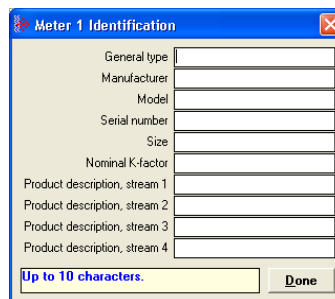 Meter 1 Identification
General type
Manufacturer
Model
Serial number
Size
Nominal K-factor
Product description, stream 1
Product description, stream 2
Product description, stream 3
Product description, stream 4
Up to 10 characters.
Done